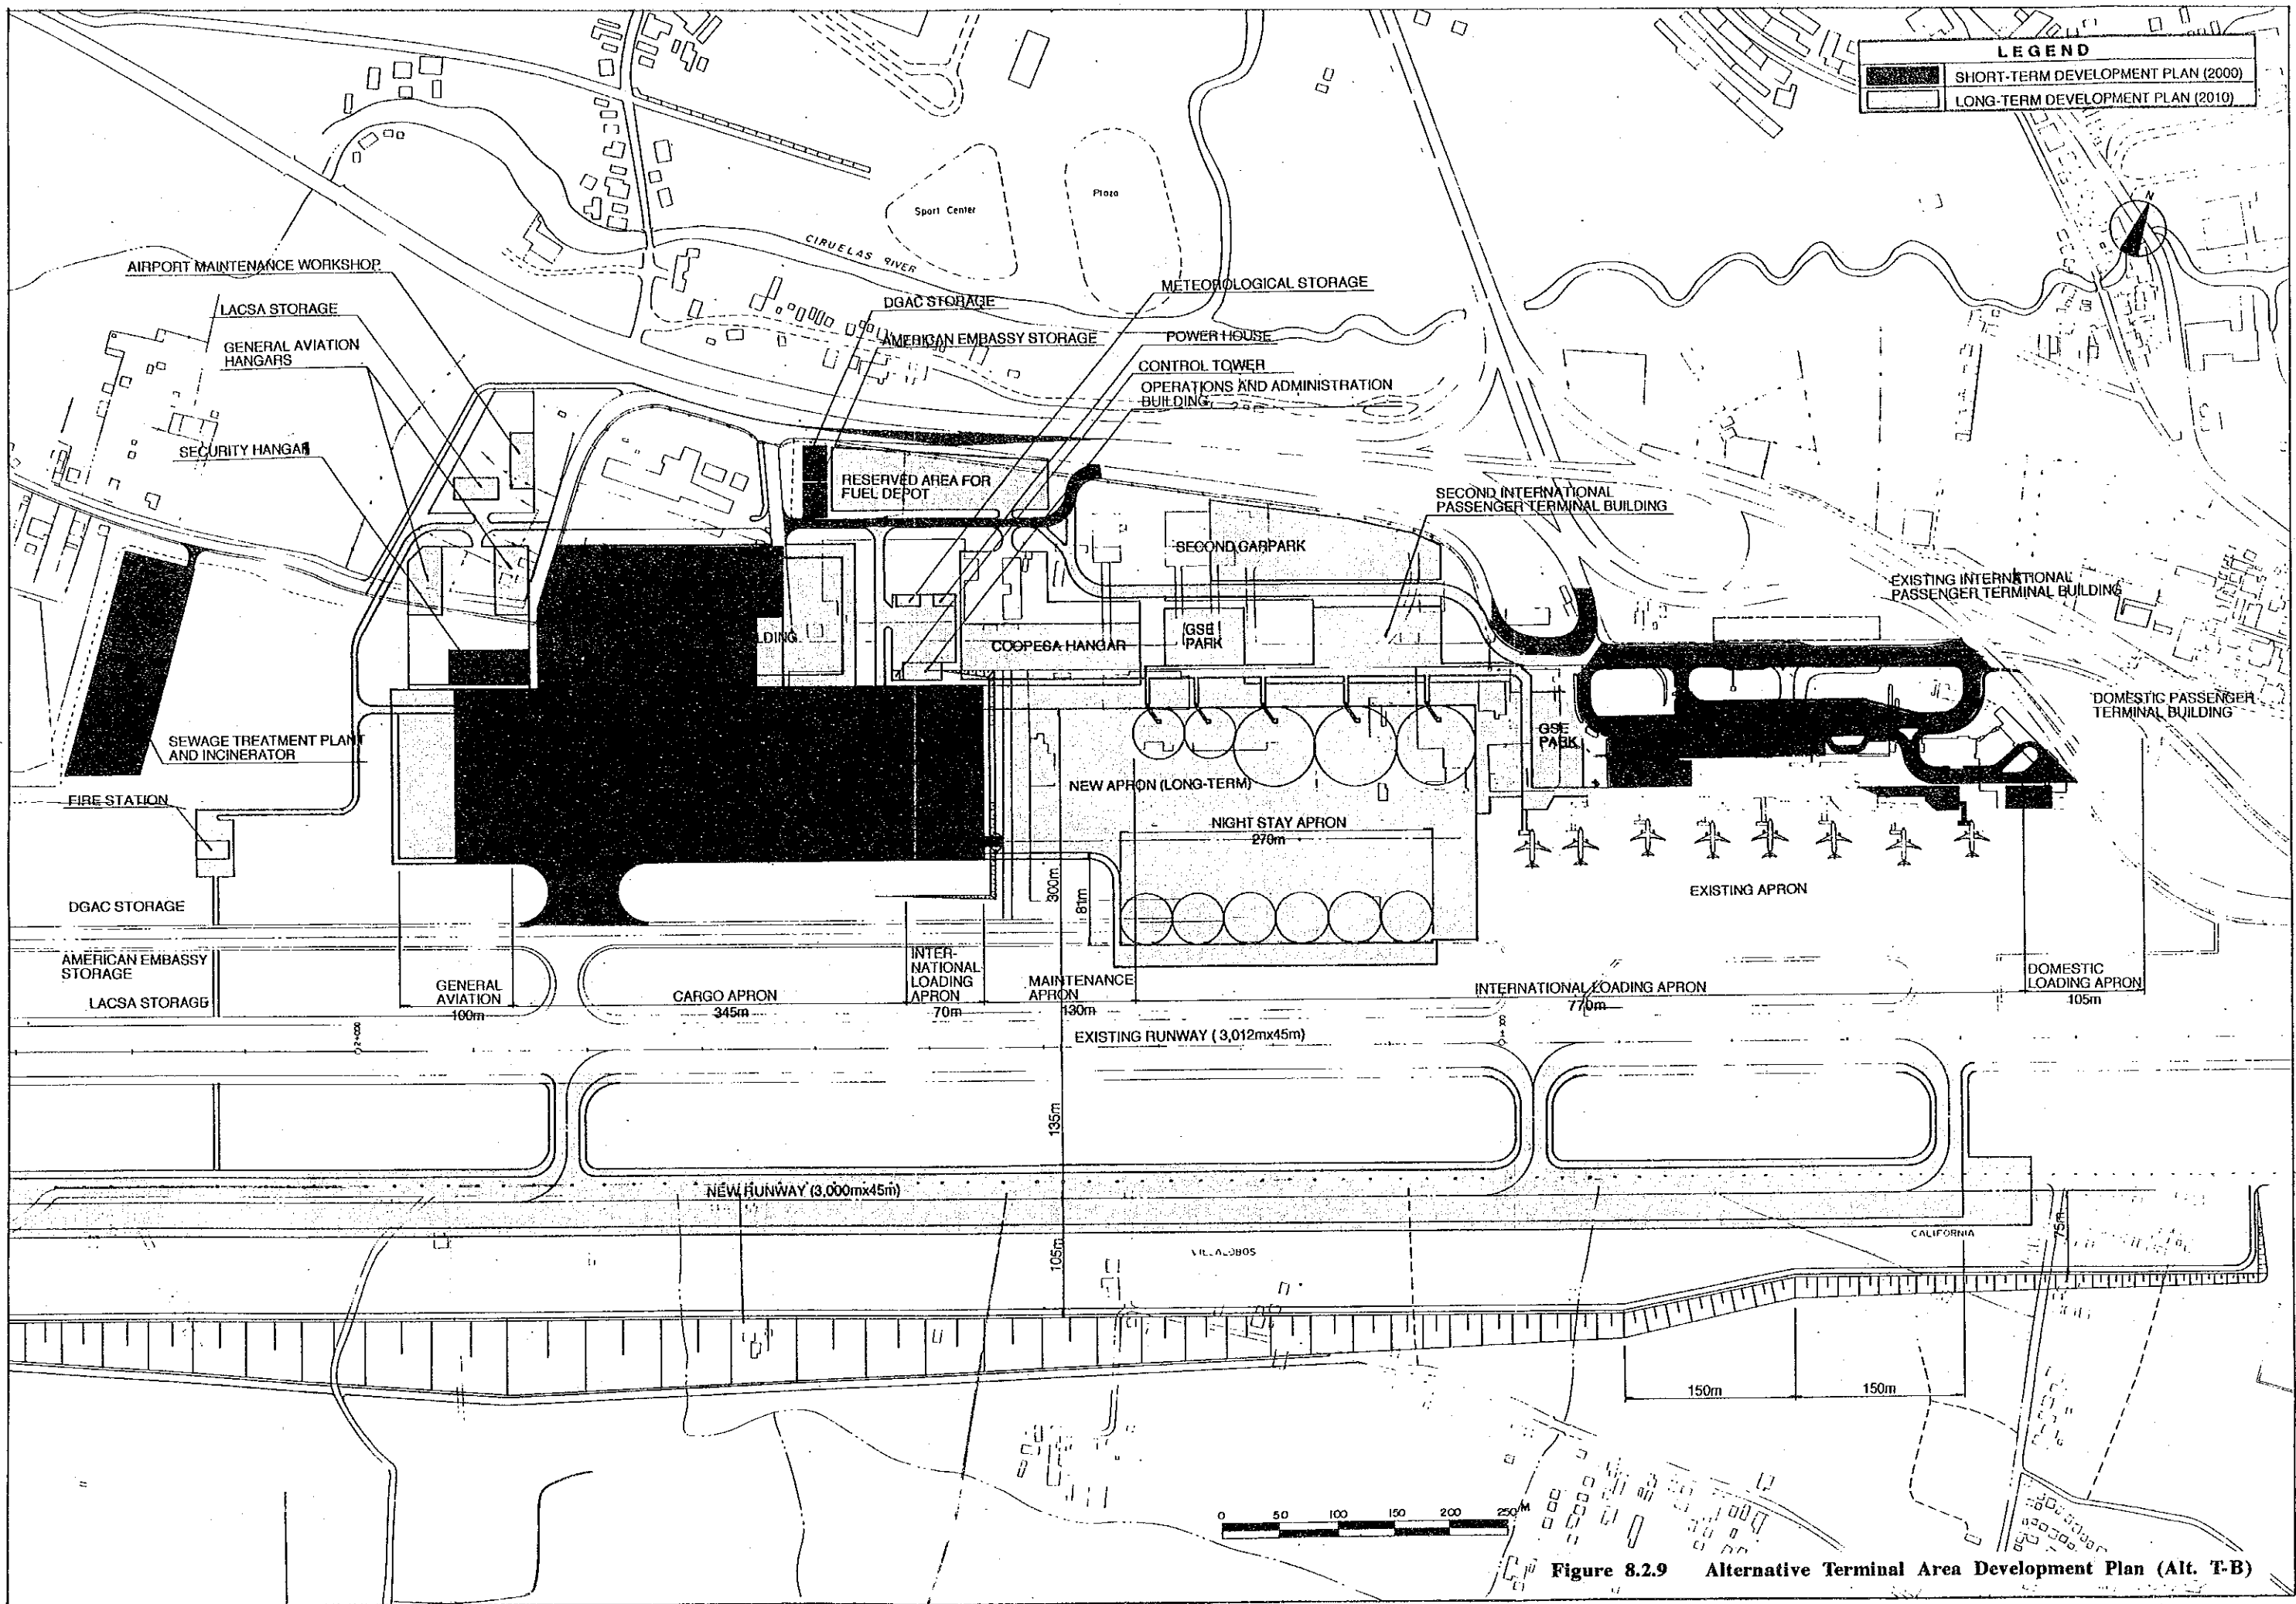 LEGEND
SHORT-TERM DEVELOPMENT PLAN (2000)
LONG-TERM DEVELOPMENT PLAN (2010)
N
Sport Center
Plaza
CIRUELAS RIVER
AIRPORT MAINTENANCE WORKSHOP
LACSA STORAGE
GENERAL AVIATION
HANGARS
SECURITY HANGAR
DGAC STORAGE
AMERICAN EMBASSY STORAGE
METEOROLOGICAL STORAGE
POWER HOUSE
CONTROL TOWER
OPERATIONS AND ADMINISTRATION
BUILDING
RESERVED AREA FOR
FUEL DEPOT
SECOND INTERNATIONAL
PASSENGER TERMINAL BUILDING
SECOND CARPARK
EXISTING INTERNATIONAL
PASSENGER TERMINAL BUILDING
LDING
COOPESA HANGAR
GSE
PARK
DOMESTIC PASSENGER
TERMINAL BUILDING
GSE
PARK
SEWAGE TREATMENT PLANT
AND INCINERATOR
FIRE STATION
NEW APRON (LONG-TERM)
NIGHT STAY APRON
270m
300m
81m
EXISTING APRON
DGAC STORAGE
AMERICAN EMBASSY
STORAGE
LACSA STORAGE
GENERAL
AVIATION
100m
CARGO APRON
345m
INTER-
NATIONAL
LOADING
APRON
70m
MAINTENANCE
APRON
130m
INTERNATIONAL LOADING APRON
770m
DOMESTIC
LOADING APRON
105m
EXISTING RUNWAY (3,012mx45m)
135m
NEW RUNWAY (3,000mx45m)
105m
VILLALOBOS
CALIFORNIA
75m
150m
150m
0 50 100 150 200 250 M
Figure 8.2.9 Alternative Terminal Area Development Plan (Alt. T-B)